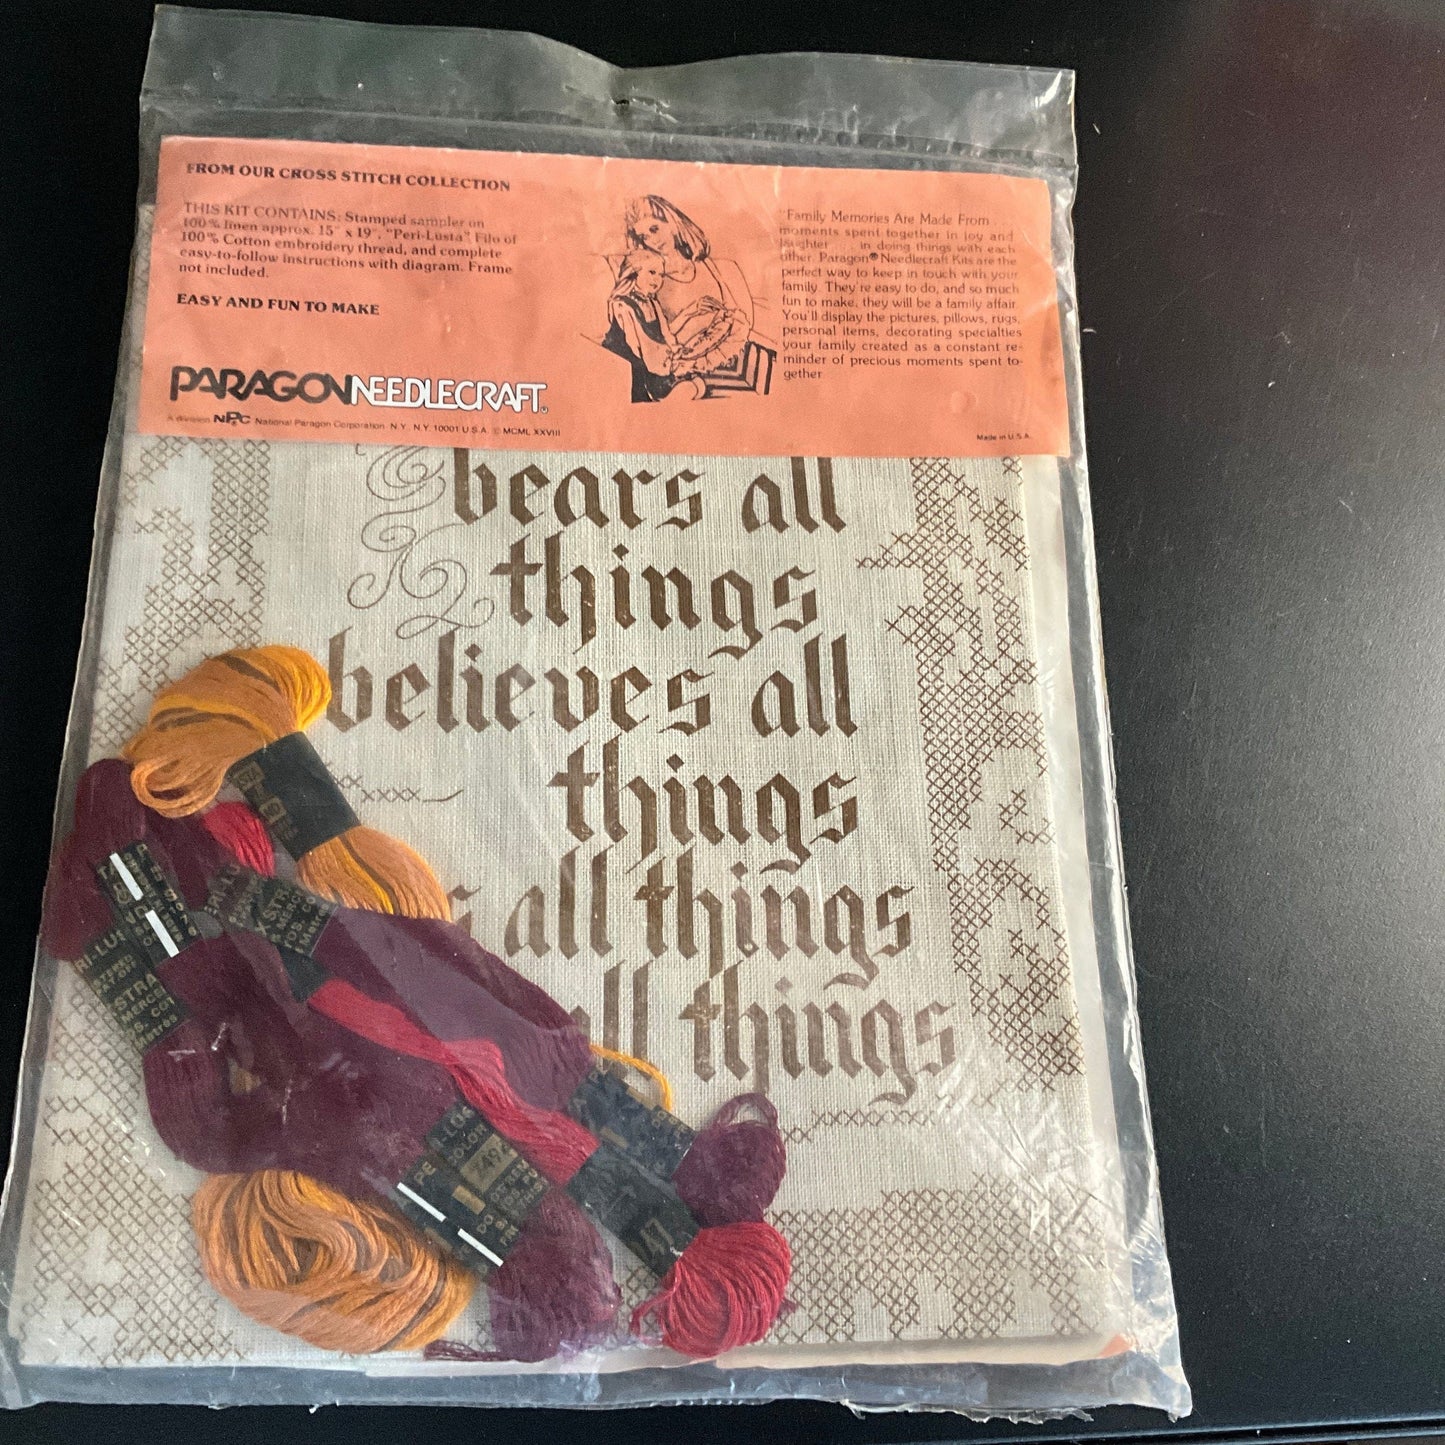 FROM OUR CROSS STITCH COLLECTION
THIS KIT CONTAINS: Stamped sampler on
100% linen approx. 15" x 19", "Peri-Lusta" Filo of
100% Cotton embroidery thread, and complete
easy-to-follow instructions with diagram. Frame
not included.
EASY AND FUN TO MAKE
PARAGON NEEDLECRAFT®
A Division NPC National Paragon Corporation N.Y., N.Y. 10001 U.S.A. © MCMLXXVIII
"Family Memories Are Made From . . .
moments spent together in joy and
laughter . . . in doing things with each
other. Paragon® Needlecraft Kits are the
perfect way to keep in touch with your
family. They're easy to do, and so much
fun to make, they will be a family affair.
You'll display the pictures, pillows, rugs,
personal items, decorating specialties
your family created as a constant re-
minder of precious moments spent to-
gether
Made in U.S.A.
bears all
things
believes all
things
all things
all things